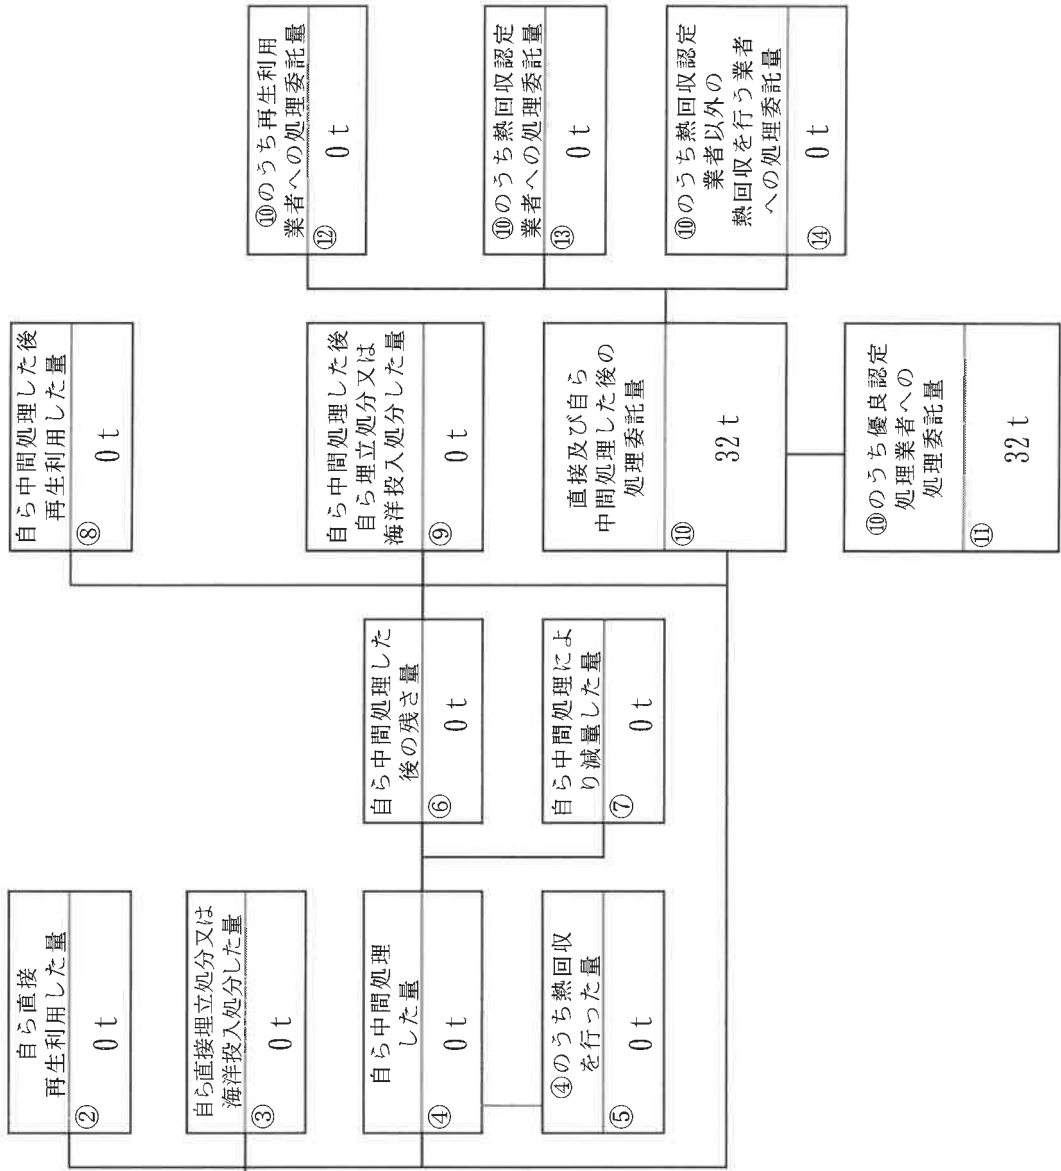 自ら直接
再生利用した量
②
0 t
自ら直接埋立処分又は
海洋投入処分した量
③
0 t
自ら中間処理
した量
④
0 t
④のうち熱回収
を行った量
⑤
0 t
自ら中間処理した
後の残さ量
⑥
0 t
自ら中間処理によ
り減量した量
⑦
0 t
自ら中間処理した後
再生利用した量
⑧
0 t
自ら中間処理した後
自ら埋立処分又は
海洋投入処分した量
⑨
0 t
直接及び自ら
中間処理した後の
処理委託量
⑩
32 t
⑩のうち優良認定
処理業者への
処理委託量
⑪
32 t
⑩のうち再生利用
業者への処理委託量
⑫
0 t
⑩のうち熱回収認定
業者への処理委託量
⑬
0 t
⑩のうち熱回収認定
業者以外の
熱回収を行う業者
への処理委託量
⑭
0 t